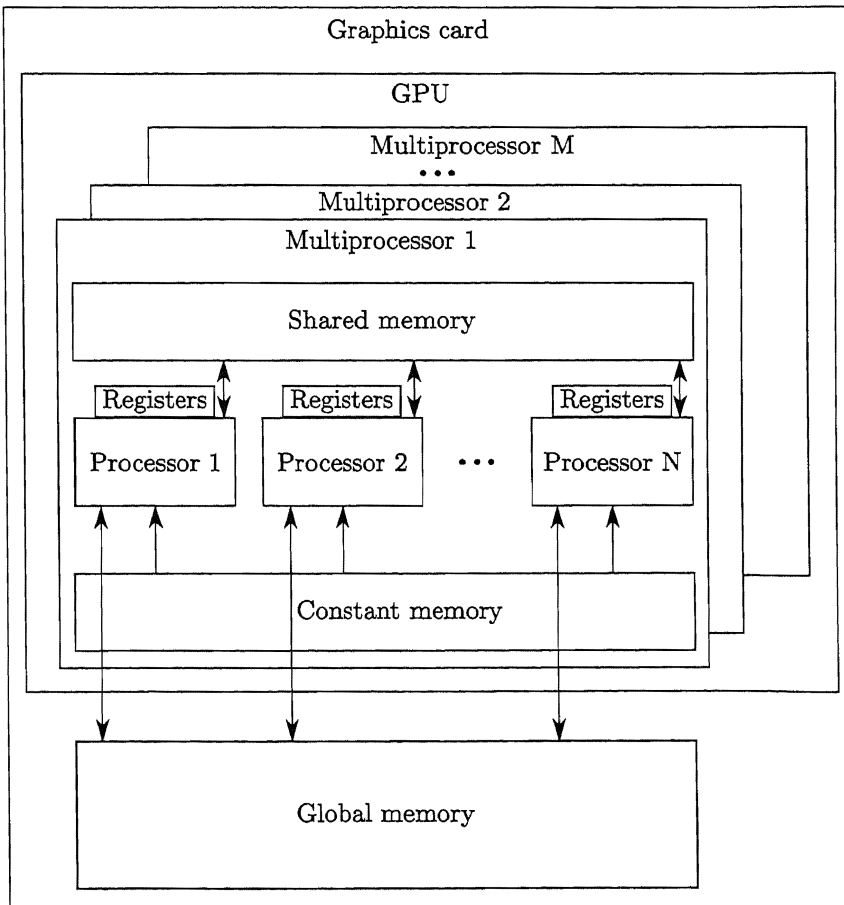 Graphics card
GPU
Multiprocessor M
•••
Multiprocessor 2
Multiprocessor 1
Shared memory
Registers Registers Registers
Processor 1 Processor 2 ••• Processor N
Constant memory
Global memory